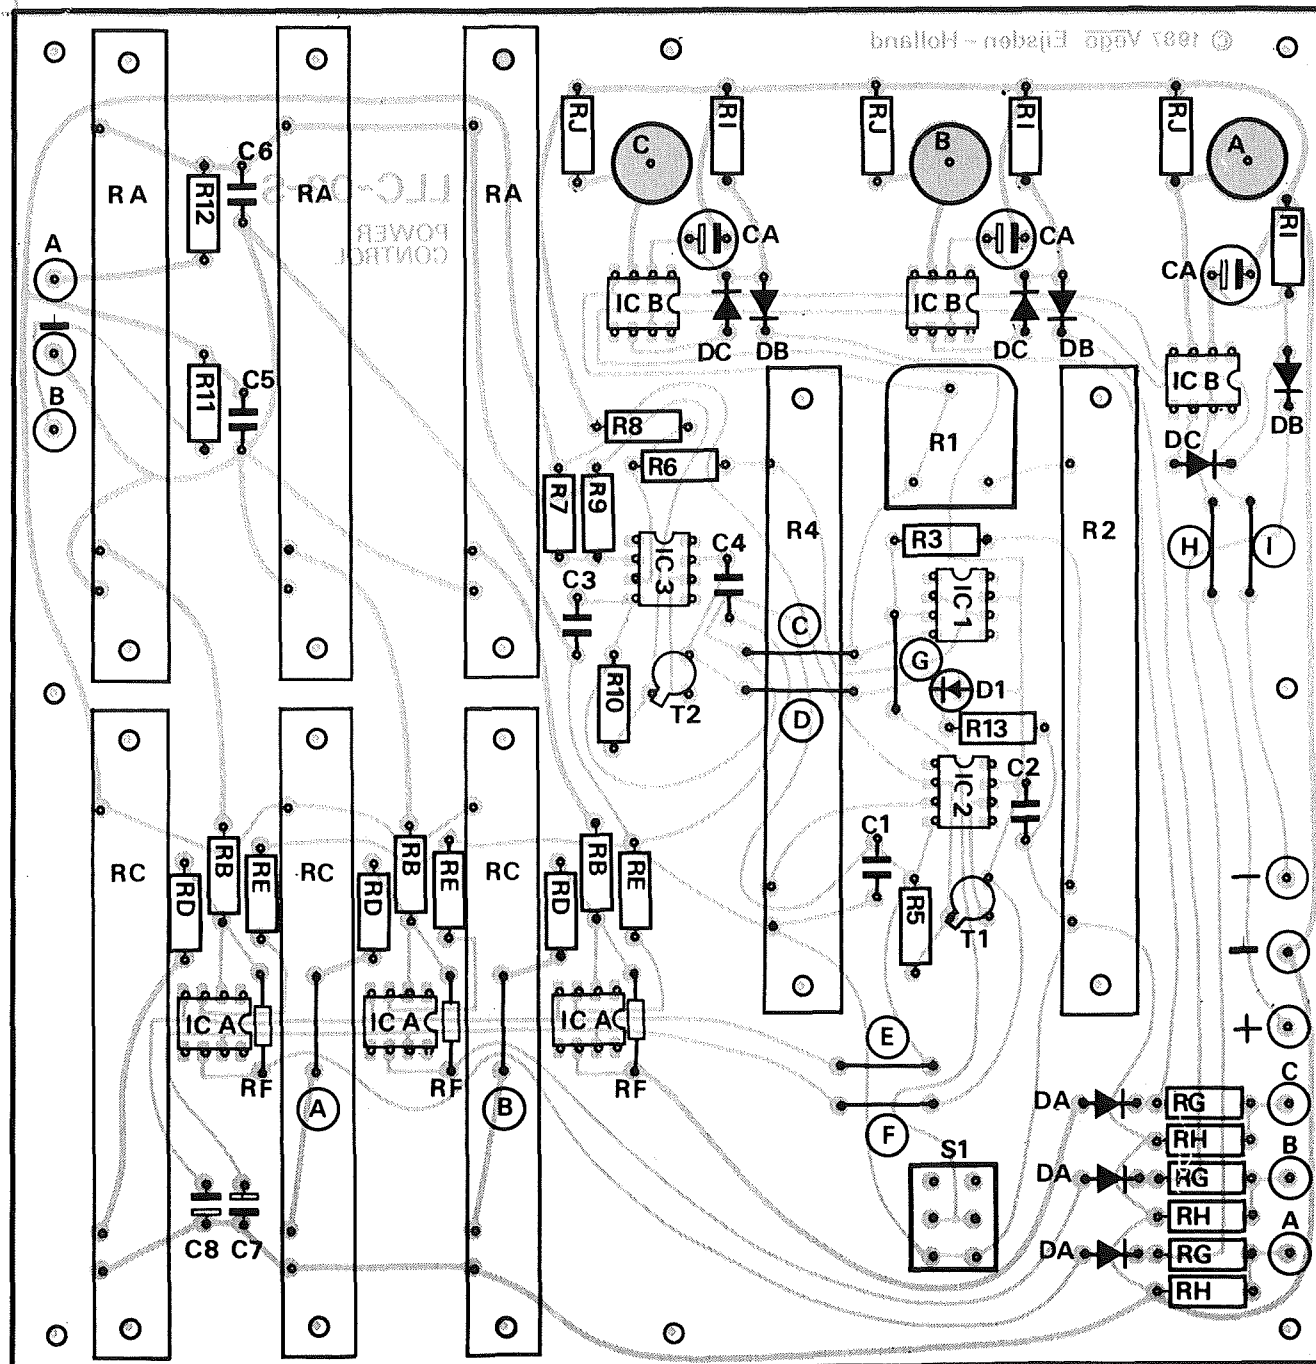 © 1987 Vego Eijsden - Holland
RJ RI RJ RI RJ
C B A
C6
RA R12 RA LLC-00-S RA
RI
POWER
CONTROL
A
CA CA CA
IC B IC B
DC DB DC DB
IC B
B
R11 C5
R8
R1
DC DB
R6
R7 R9
R4 R2
H I
R3
IC 3 C4
C3
IC 1
C
G
R10 T2
D1
D
R13
IC 2 C2
C1
RC RD RB RE RC RD RB RE RC RD RB RE
−
R5
T1
IC A IC A IC A
+
E
RF RF RF
C
A B
DA RG
F
RH
B
S1
DA RG
RH
A
C8 C7
DA RG
RH